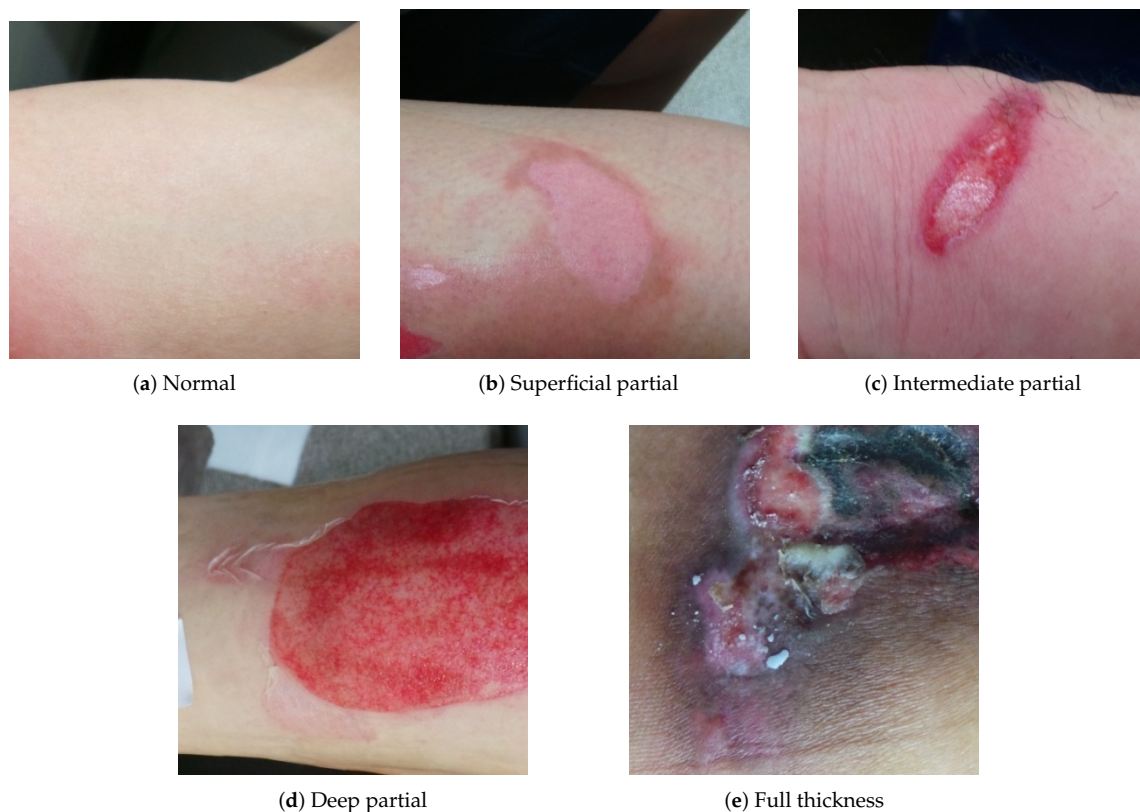 (a) Normal
(b) Superficial partial
(c) Intermediate partial
(d) Deep partial
(e) Full thickness